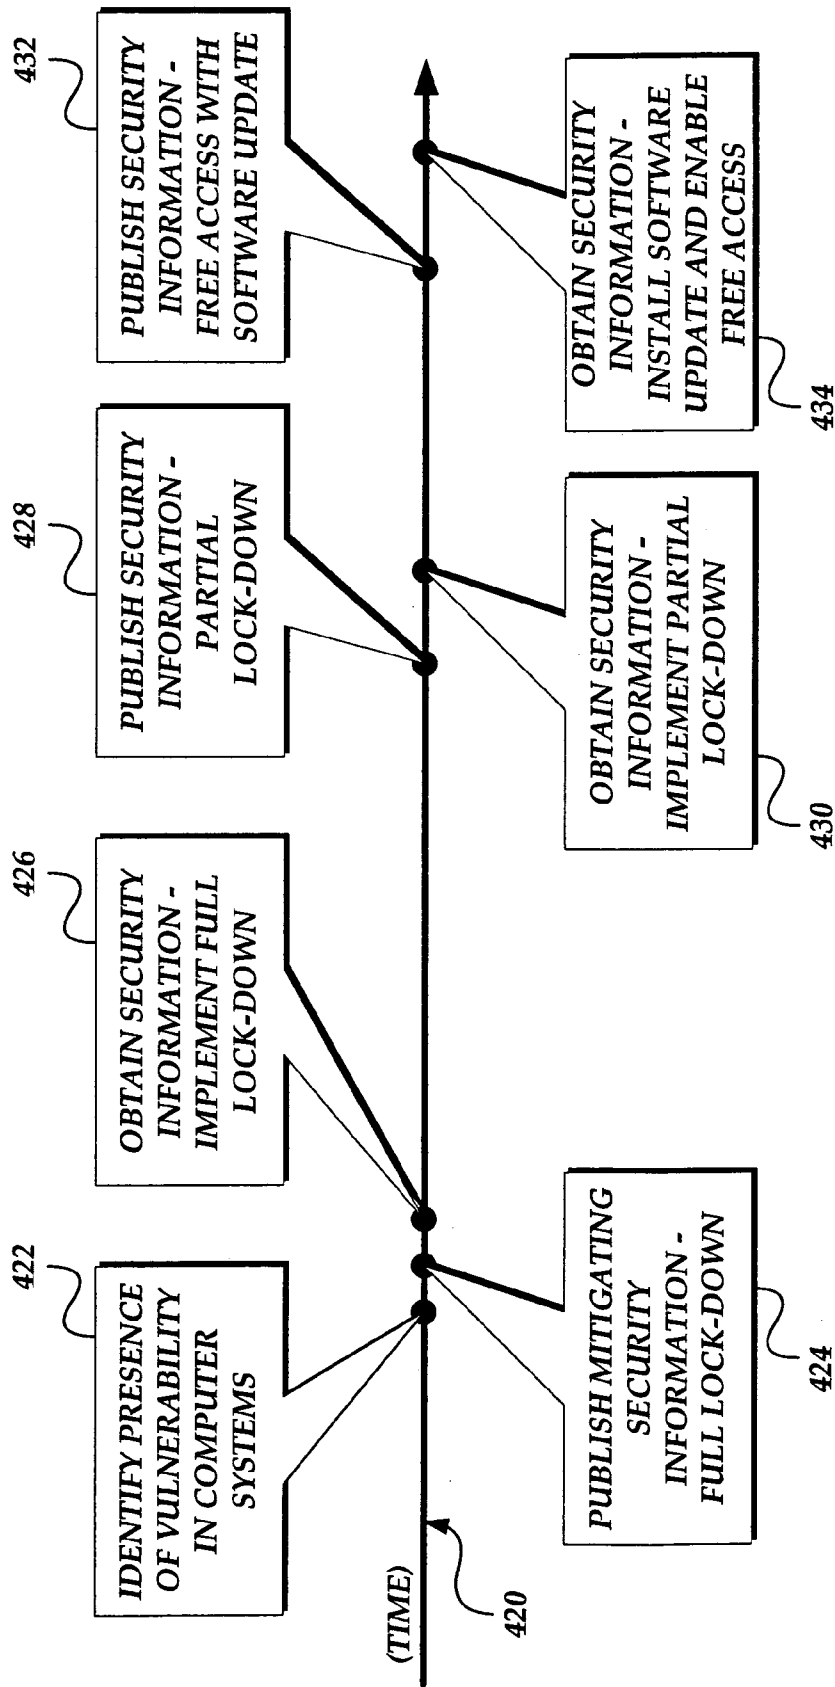 422
IDENTIFY PRESENCE
OF VULNERABILITY
IN COMPUTER
SYSTEMS
426
OBTAIN SECURITY
INFORMATION -
IMPLEMENT FULL
LOCK-DOWN
428
PUBLISH SECURITY
INFORMATION -
PARTIAL
LOCK-DOWN
432
PUBLISH SECURITY
INFORMATION -
FREE ACCESS WITH
SOFTWARE UPDATE
(TIME)
420
PUBLISH MITIGATING
SECURITY
INFORMATION -
FULL LOCK-DOWN
424
OBTAIN SECURITY
INFORMATION -
IMPLEMENT PARTIAL
LOCK-DOWN
430
OBTAIN SECURITY
INFORMATION -
INSTALL SOFTWARE
UPDATE AND ENABLE
FREE ACCESS
434